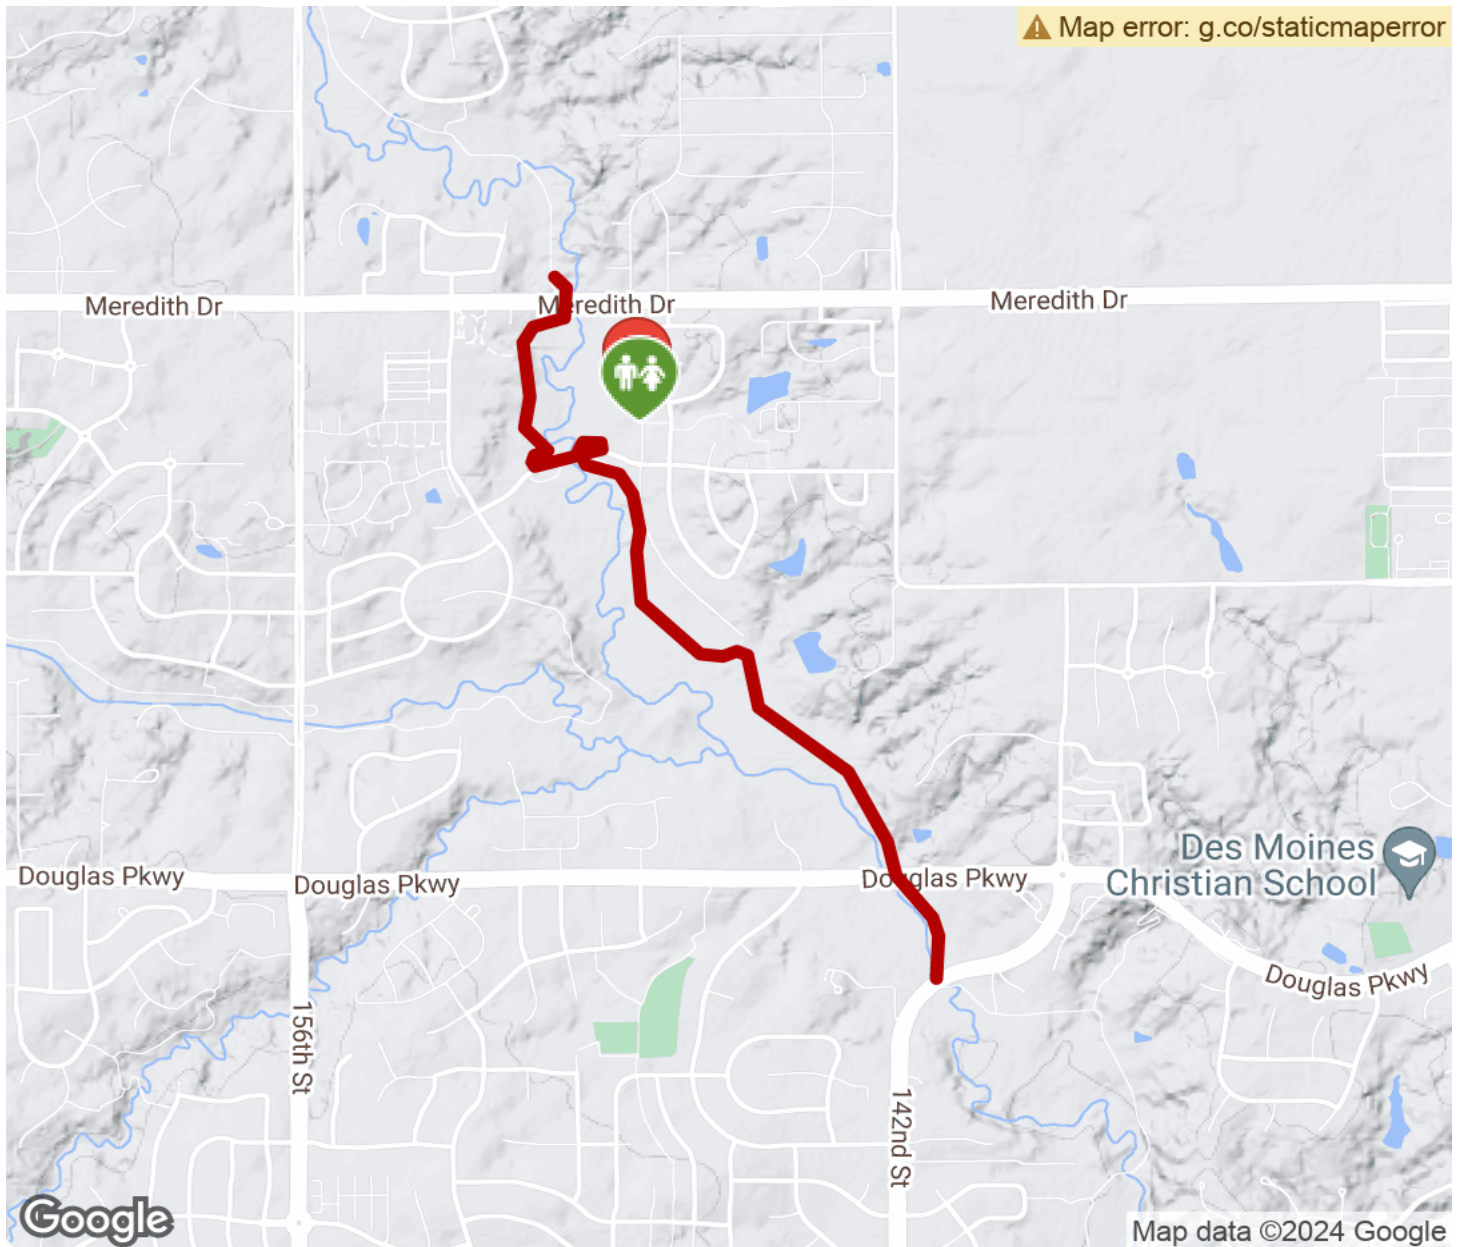 Map error: g.co/staticmaperror
Meredith Dr
Meredith Dr
Meredith Dr
Des Moines
Christian School
Douglas Pkwy
Douglas Pkwy
Douglas Pkwy
Douglas Pkwy
156th St
142nd St
Google
Map data ©2024 Google